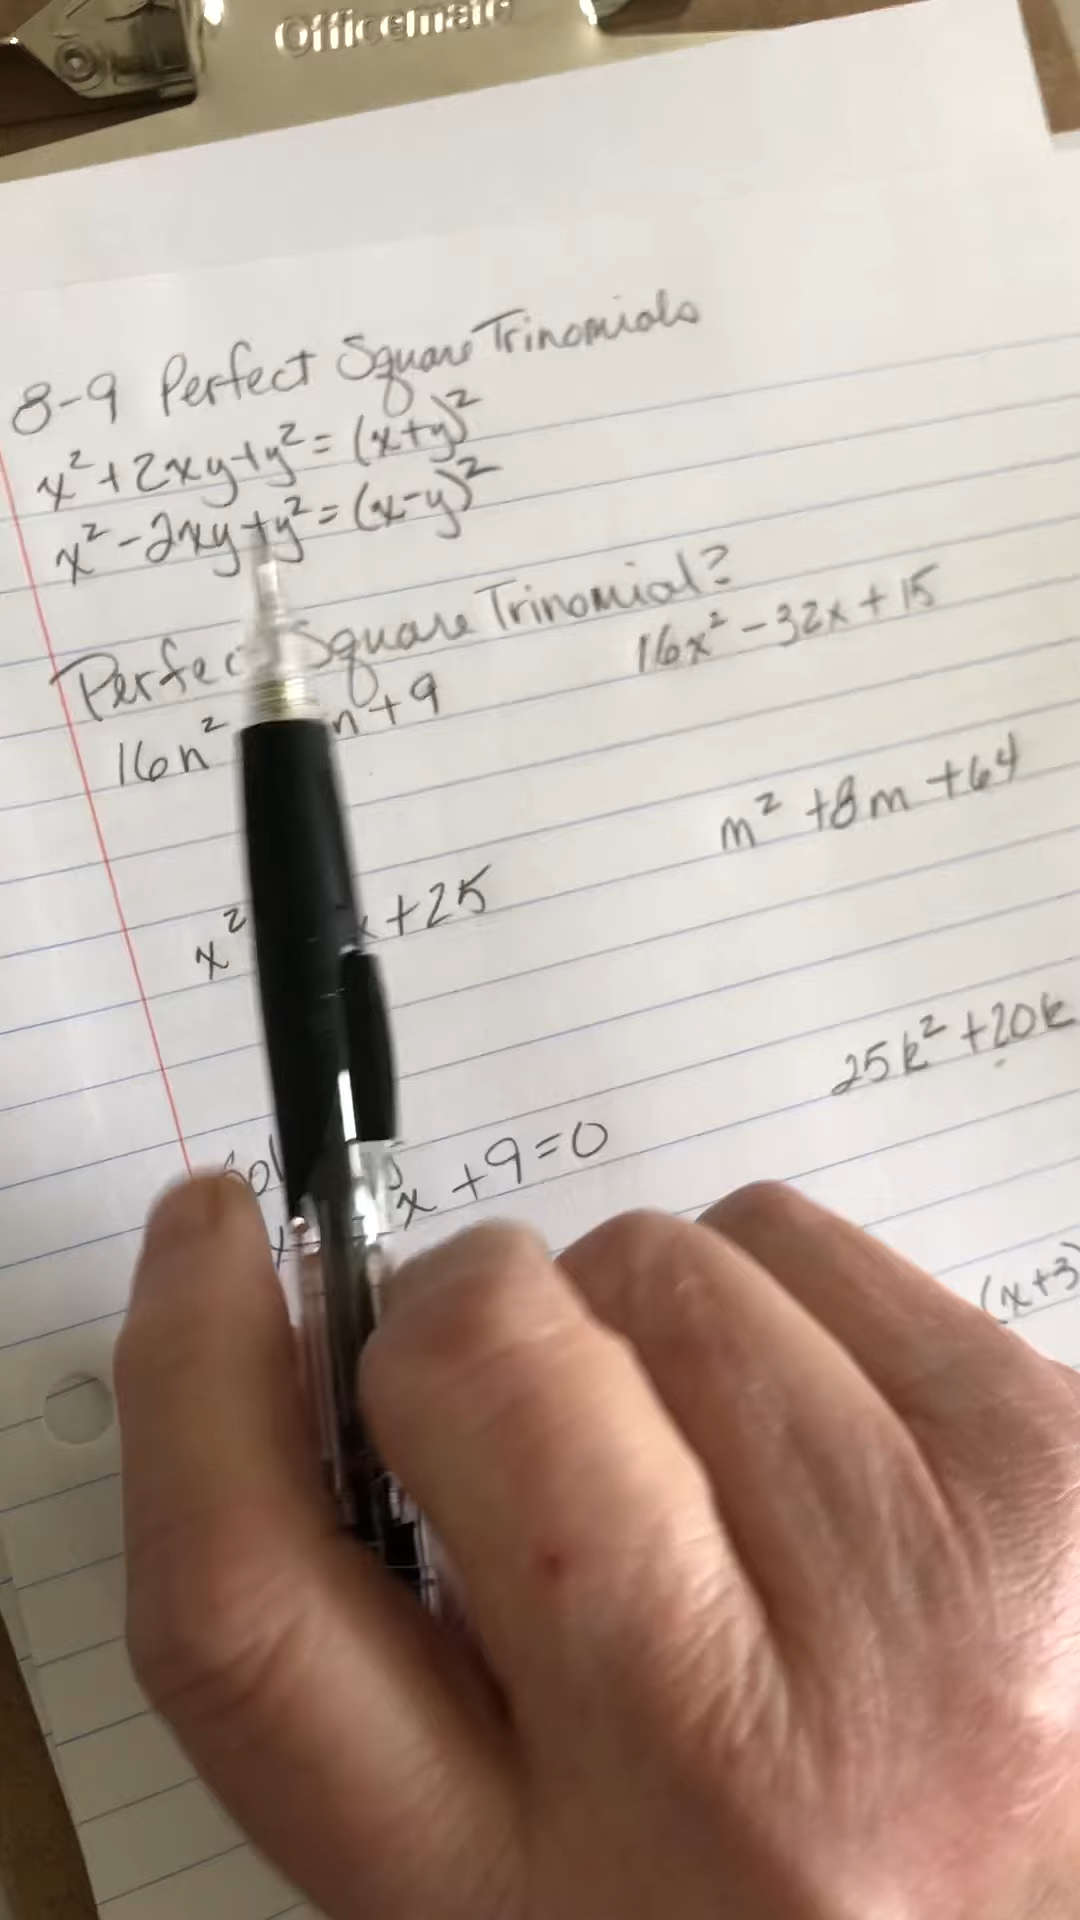 Officemate
8-9 Perfect Square Trinomials
x² + 2xy + y² = (x+y)²
x² - 2xy + y² = (x-y)²
Perfect Square Trinomial?
16n² n + 9
16x² - 32x + 15
m² + 8m + 64
x² x + 25
25k² + 20k
x + 9 = 0
(x+3)